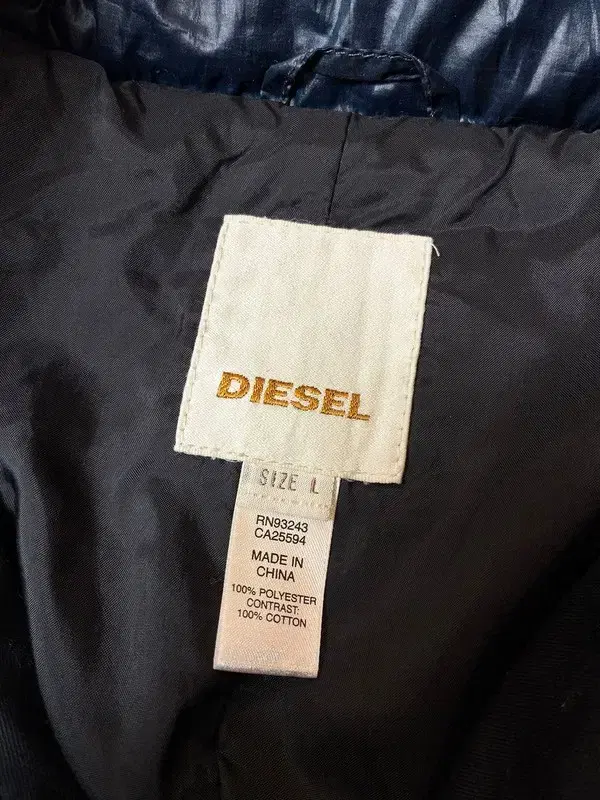 DIESEL
SIZE L
RN93243
CA25594
MADE IN
CHINA
100% POLYESTER
CONTRAST:
100% COTTON